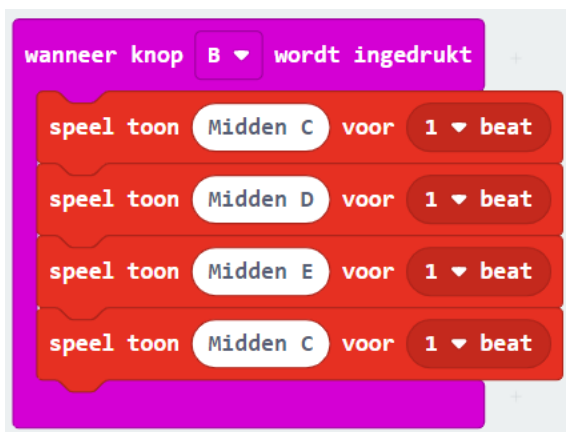 wanneer knop B wordt ingedrukt
speel toon Midden C voor 1 beat
speel toon Midden D voor 1 beat
speel toon Midden E voor 1 beat
speel toon Midden C voor 1 beat